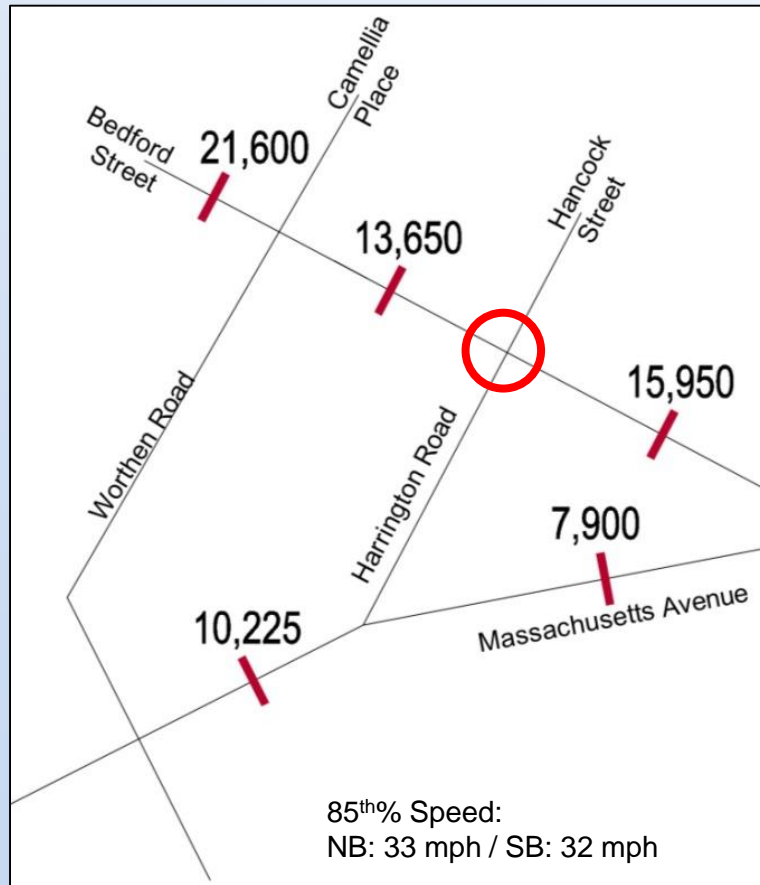 Camellia
Place
Bedford
Street
21,600
Hancock
Street
13,650
15,950
Worthen Road
Harrington Road
7,900
Massachusetts Avenue
10,225
85th% Speed:
NB: 33 mph / SB: 32 mph